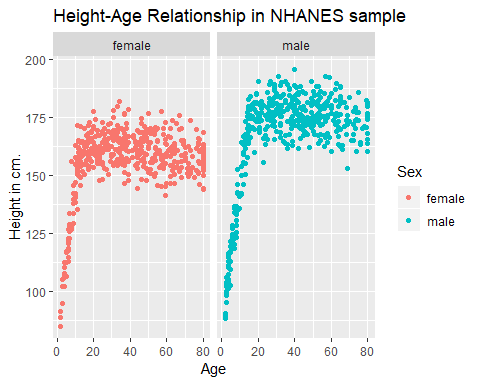 Height-Age Relationship in NHANES sample
female
male
200
175
150
125
100
Height in cm.
0 20 40 60 80
0 20 40 60 80
Age
Sex
female
male